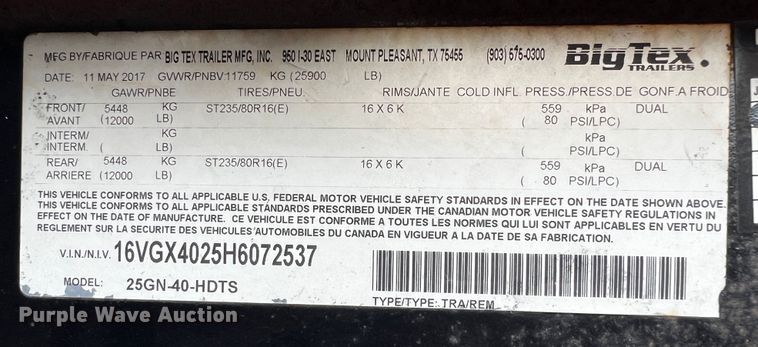 MFG BY/FABRIQUE PAR BIG TEX TRAILER MFG, INC. 950 I-30 EAST MOUNT PLEASANT, TX 75455 (903) 575-0300
BigTex.
TRAILERS
DATE: 11 MAY 2017 GVWR/PNBV: 11759 KG (25900 LB)
GAWR/PNBE TIRES/PNEU. RIMS/JANTE COLD INFL. PRESS./PRESS.DE GONF.A FROID
FRONT/ 5448 KG ST235/80R16(E) 16 X 6 K 559 kPa DUAL
AVANT (12000 LB) ( 80 PSI/LPC)
INTERM/ KG kPa
INTERM. ( LB) ( PSI/LPC)
REAR/ 5448 KG ST235/80R16(E) 16 X 6 K 559 kPa DUAL
ARRIERE (12000 LB) ( 80 PSI/LPC)
THIS VEHICLE CONFORMS TO ALL APPLICABLE U.S. FEDERAL MOTOR VEHICLE SAFETY STANDARDS IN EFFECT ON THE DATE SHOWN ABOVE.
THIS VEHICLE CONFORMS TO ALL APPLICABLE STANDARDS PRESCRIBED UNDER THE CANADIAN MOTOR VEHICLE SAFETY REGULATIONS IN
EFFECT ON THE DATE OF MANUFACTURE. CE VEHICULE EST CONFORME A TOUTES LES NORMES QUI LUI SONT APPLICABLES EN VERTU DU
REGLEMENT SUR LA SECURITE DES VEHICULES AUTOMOBILES DU CANADA EN VIGUEUR A LA DATE DE SA FABRICATION.
V.I.N./N.I.V. 16VGX4025H6072537
MODEL: 25GN-40-HDTS
TYPE/TYPE: TRA/REM
Purple Wave Auction